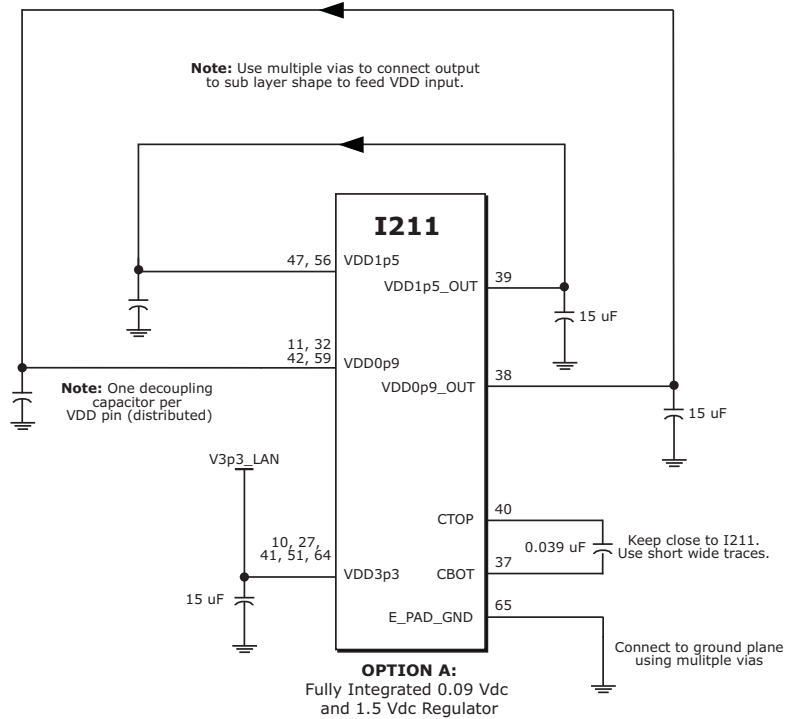 Note: Use multiple vias to connect output
to sub layer shape to feed VDD input.
I211
47, 56
VDD1p5
VDD1p5_OUT
39
15 uF
11, 32
42, 59
VDD0p9
VDD0p9_OUT
38
15 uF
Note: One decoupling
capacitor per
VDD pin (distributed)
V3p3_LAN
10, 27,
41, 51, 64
VDD3p3
15 uF
CTOP
40
0.039 uF
Keep close to I211.
Use short wide traces.
CBOT
37
E_PAD_GND
65
Connect to ground plane
using mulitple vias
OPTION A:
Fully Integrated 0.09 Vdc
and 1.5 Vdc Regulator